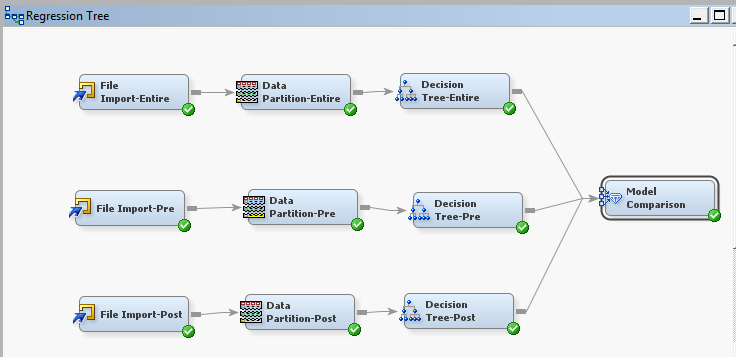 Regression Tree
File
Import-Entire
Data
Partition-Entire
Decision
Tree-Entire
Model
Comparison
File Import-Pre
Data
Partition-Pre
Decision
Tree-Pre
File Import-Post
Data
Partition-Post
Decision
Tree-Post